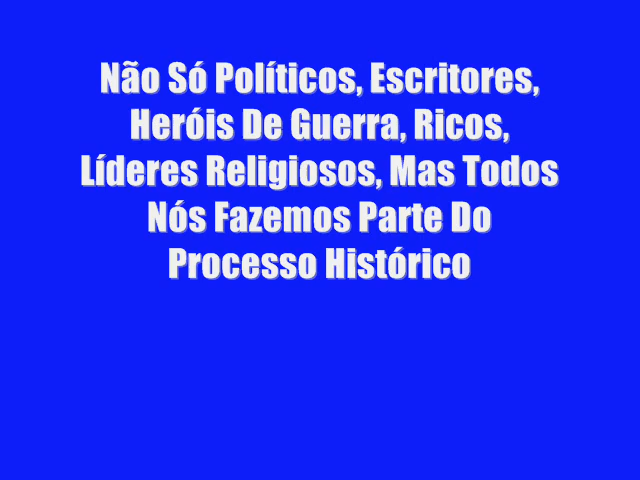 Não Só Políticos, Escritores,
Heróis De Guerra, Ricos,
Líderes Religiosos, Mas Todos
Nós Fazemos Parte Do
Processo Histórico